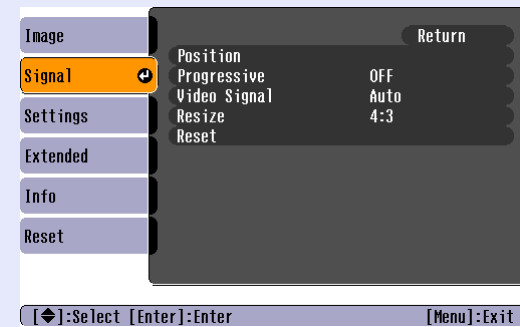 Image
Signal
Settings
Extended
Info
Reset
Return
Position
Progressive OFF
Video Signal Auto
Resize 4:3
Reset
[◆]:Select [Enter]:Enter [Menu]:Exit